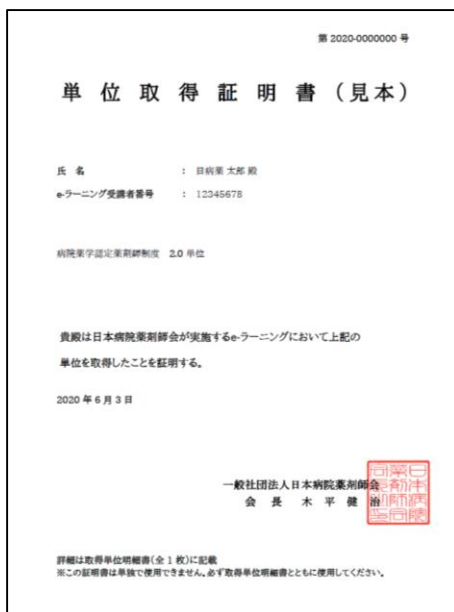 第 2020-0000000 号
単位取得証明書(見本)
氏 名 : 日病薬 太郎 殿
e-ラーニング受講者番号 : 12345678
病院薬学認定薬剤師制度 2.0 単位
貴殿は日本病院薬剤師会が実施するe-ラーニングにおいて上記の
単位を取得したことを証明する。
2020 年 6 月 3 日
一般社団法人日本病院薬剤師会
会 長 木 平 健 治
詳細は取得単位明細書(全 1 枚)に記載
※この証明書は単独で使用できません。必ず取得単位明細書とともに使用してください。